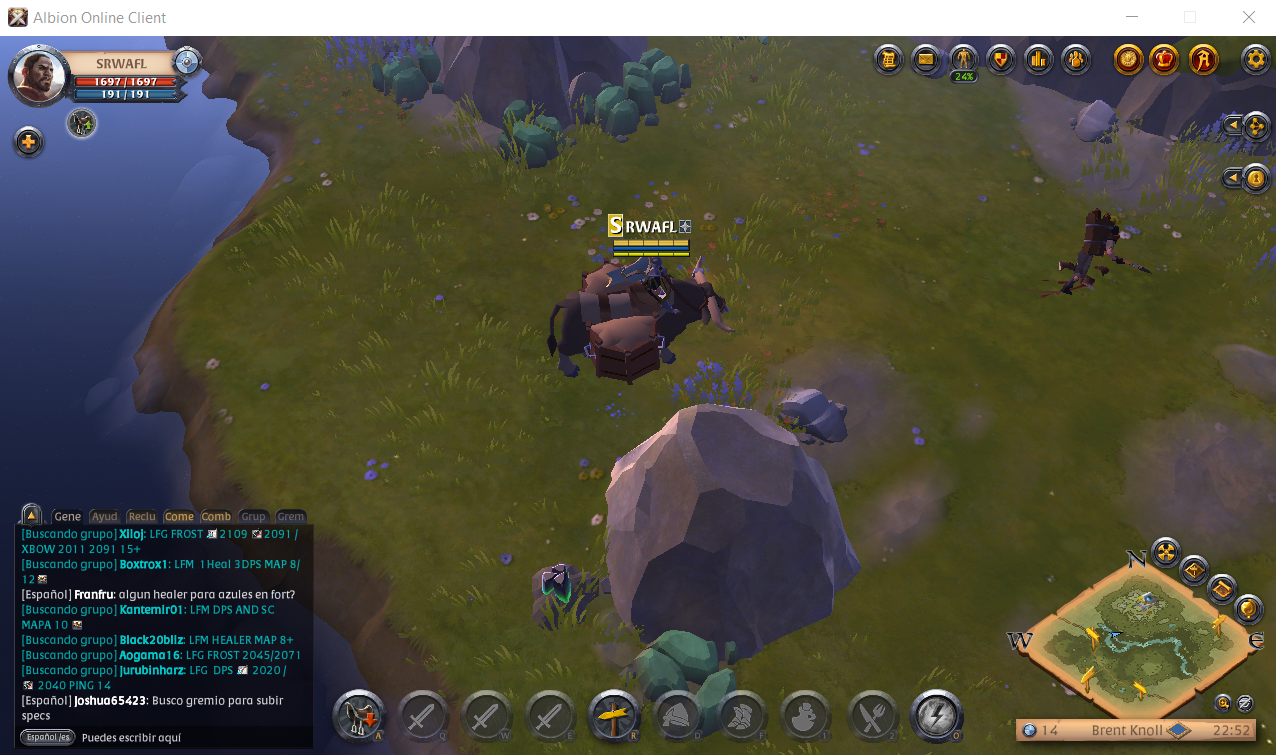 Albion Online Client
SRWAFL
1697 / 1697
191 / 191
24%
SRWAFL
Gene Ayud Reclu Come Comb Grup Grem
[Buscando grupo] Xiloj: LFG FROST 2109 2091 /
XBOW 2011 2091 15+
[Buscando grupo] Boxtrox1: LFM 1 Heal 3DPS MAP 8/
12
[Español] Franfru: algun healer para azules en fort?
[Buscando grupo] Kantemir01: LFM DPS AND SC
MAPA 10
[Buscando grupo] Black20bliz: LFM HEALER MAP 8+
[Buscando grupo] Aogama16: LFG FROST 2045/2071
[Buscando grupo] Jurubinharz: LFG DPS 2020 /
2040 PING 14
[Español] Joshua65423: Busco gremio para subir
specs
Español /es Puedes escribir aquí
A Q W E R D F 1 2 O
N
W E
14 Brent Knoll 22:52